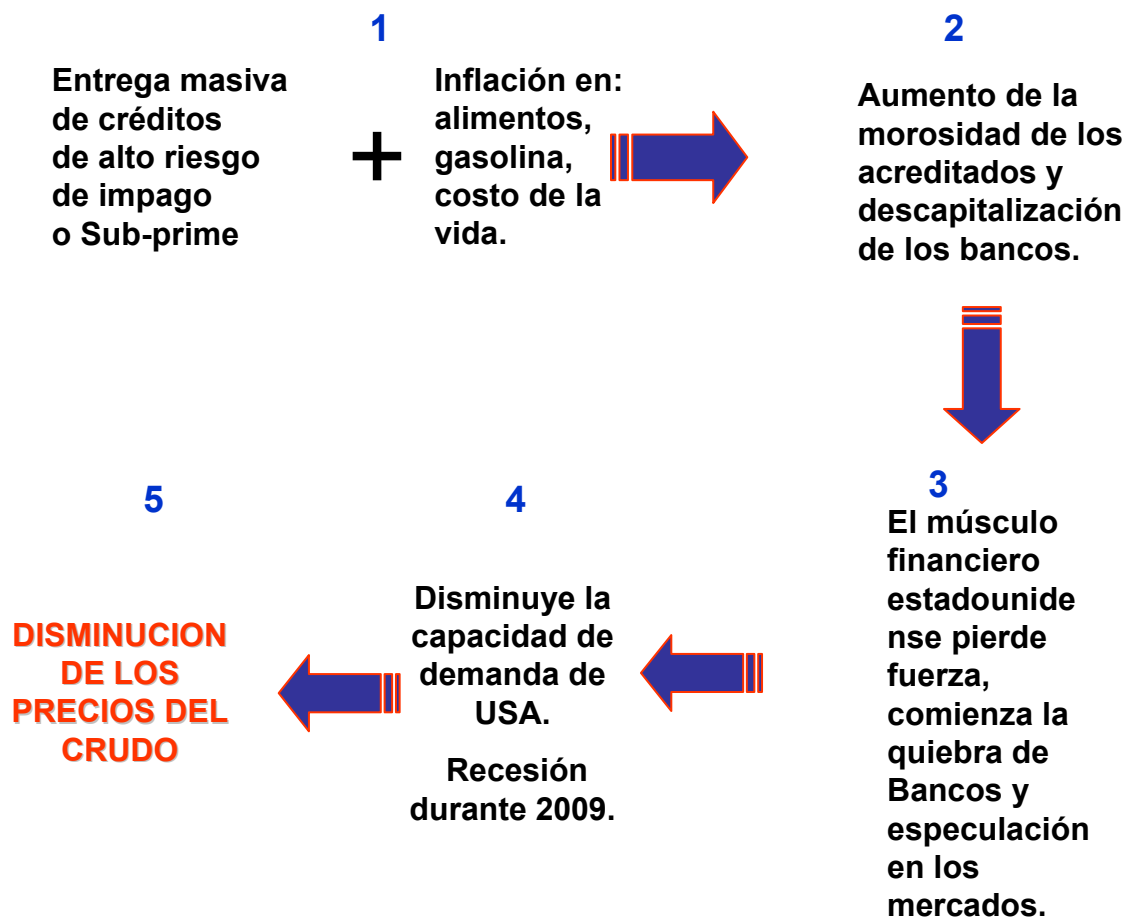 1
Entrega masiva
de créditos
de alto riesgo
de impago
o Sub-prime
+
Inflación en:
alimentos,
gasolina,
costo de la
vida.
2
Aumento de la
morosidad de los
acreditados y
descapitalización
de los bancos.
3
El músculo
financiero
estadounide
nse pierde
fuerza,
comienza la
quiebra de
Bancos y
especulación
en los
mercados.
4
Disminuye la
capacidad de
demanda de
USA.
Recesión
durante 2009.
5
DISMINUCION
DE LOS
PRECIOS DEL
CRUDO